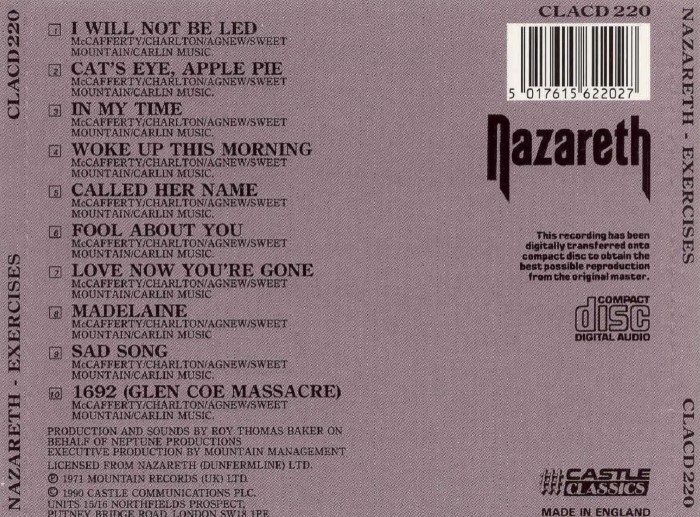 CLACD 220
NAZARETH - EXERCISES
1 I WILL NOT BE LED
McCAFFERTY/CHARLTON/AGNEW/SWEET
MOUNTAIN/CARLIN MUSIC.
2 CAT'S EYE, APPLE PIE
McCAFFERTY/CHARLTON/AGNEW/SWEET
MOUNTAIN/CARLIN MUSIC.
3 IN MY TIME
McCAFFERTY/CHARLTON/AGNEW/SWEET
MOUNTAIN/CARLIN MUSIC.
4 WOKE UP THIS MORNING
McCAFFERTY/CHARLTON/AGNEW/SWEET
MOUNTAIN/CARLIN MUSIC.
5 CALLED HER NAME
McCAFFERTY/CHARLTON/AGNEW/SWEET
MOUNTAIN/CARLIN MUSIC.
6 FOOL ABOUT YOU
McCAFFERTY/CHARLTON/AGNEW/SWEET
MOUNTAIN/CARLIN MUSIC.
7 LOVE NOW YOU'RE GONE
McCAFFERTY/CHARLTON/AGNEW/SWEET
MOUNTAIN/CARLIN MUSIC.
8 MADELAINE
McCAFFERTY/CHARLTON/AGNEW/SWEET
MOUNTAIN/CARLIN MUSIC.
9 SAD SONG
McCAFFERTY/CHARLTON/AGNEW/SWEET
MOUNTAIN/CARLIN MUSIC.
10 1692 (GLEN COE MASSACRE)
McCAFFERTY/CHARLTON/AGNEW/SWEET
MOUNTAIN/CARLIN MUSIC.
PRODUCTION AND SOUNDS BY ROY THOMAS BAKER ON
BEHALF OF NEPTUNE PRODUCTIONS
EXECUTIVE PRODUCTION BY MOUNTAIN MANAGEMENT
LICENSED FROM NAZARETH (DUNFERMLINE) LTD.
℗ 1971 MOUNTAIN RECORDS (UK) LTD.
© 1990 CASTLE COMMUNICATIONS PLC.
UNITS 15/16 NORTHFIELDS PROSPECT,
PUTNEY BRIDGE ROAD, LONDON SW18 1PE
CLACD 220
5 017615 622027
Nazareth
This recording has been
digitally transferred onto
compact disc to obtain the
best possible reproduction
from the original master.
COMPACT
disc
DIGITAL AUDIO
CASTLE
CLASSICS
MADE IN ENGLAND
NAZARETH - EXERCISES
CLACD 220